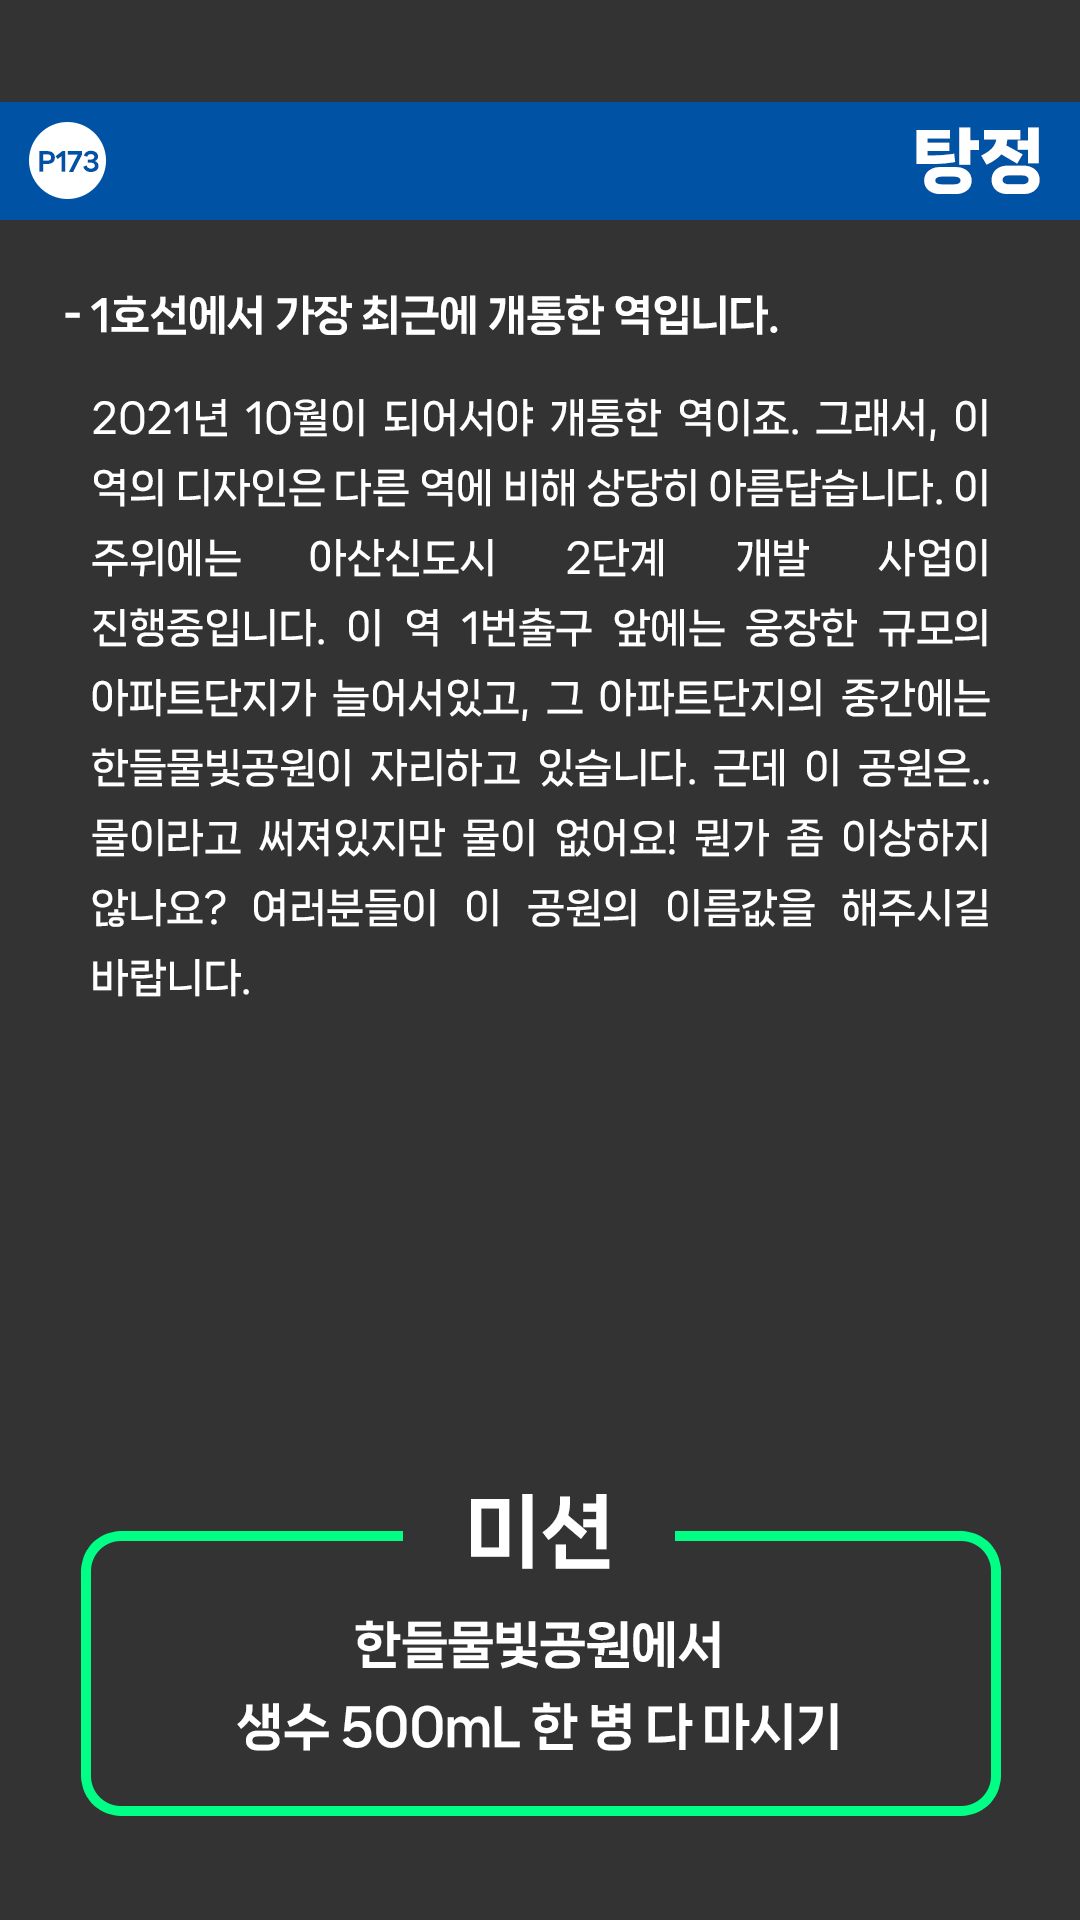 P173
탕정
- 1호선에서 가장 최근에 개통한 역입니다.
2021년 10월이 되어서야 개통한 역이죠. 그래서, 이
역의 디자인은 다른 역에 비해 상당히 아름답습니다. 이
주위에는 아산신도시 2단계 개발 사업이
진행중입니다. 이 역 1번출구 앞에는 웅장한 규모의
아파트단지가 늘어서있고, 그 아파트단지의 중간에는
한들물빛공원이 자리하고 있습니다. 근데 이 공원은..
물이라고 써져있지만 물이 없어요! 뭔가 좀 이상하지
않나요? 여러분들이 이 공원의 이름값을 해주시길
바랍니다.
미션
한들물빛공원에서
생수 500mL 한 병 다 마시기